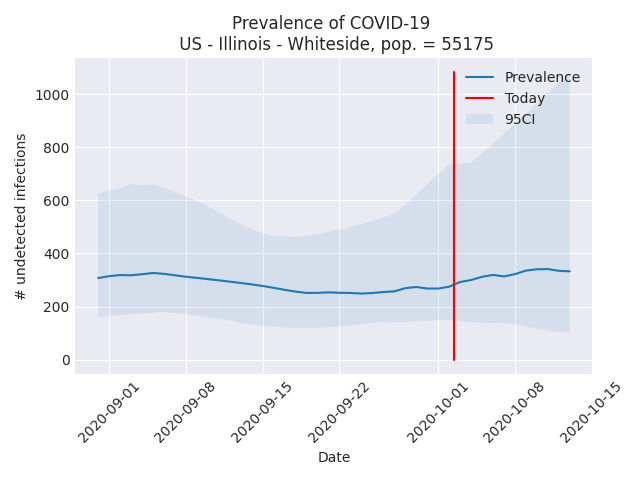 Prevalence of COVID-19
US - Illinois - Whiteside, pop. = 55175
Prevalence
Today
95CI
# undetected infections
1000
800
600
400
200
0
2020-09-01
2020-09-08
2020-09-15
2020-09-22
2020-10-01
2020-10-08
2020-10-15
Date